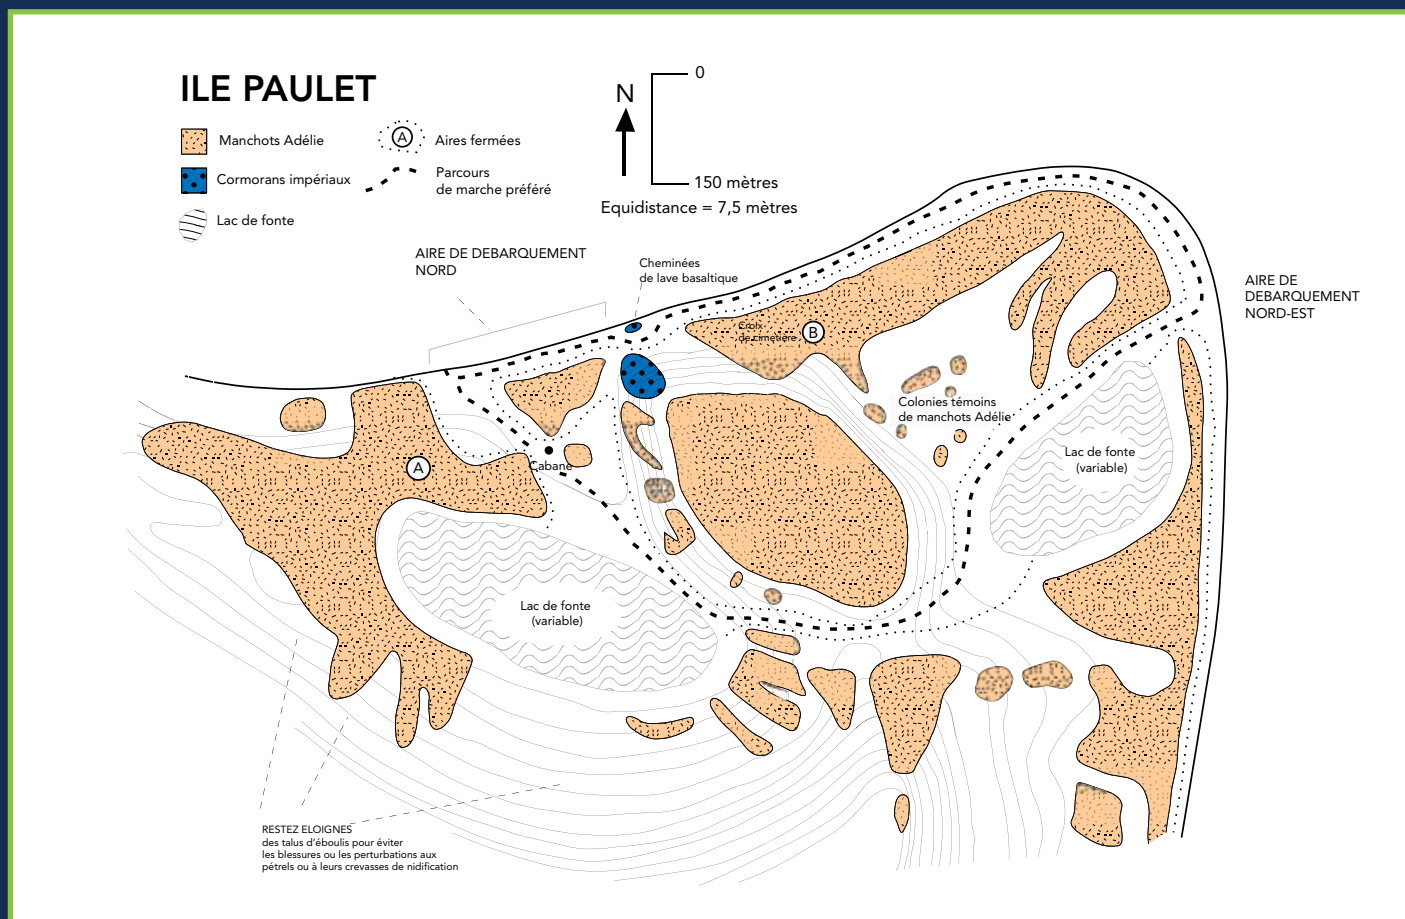 ILE PAULET
Manchots Adélie
Cormorans impériaux
Lac de fonte
A
Aires fermées
Parcours
de marche préféré
N
0
150 mètres
Equidistance = 7,5 mètres
AIRE DE DEBARQUEMENT
NORD
Cheminées
de lave basaltique
AIRE DE
DEBARQUEMENT
NORD-EST
Croix
de cimetière
B
Colonies témoins
de manchots Adélie
Lac de fonte
(variable)
A
Cabane
Lac de fonte
(variable)
RESTEZ ELOIGNES
des talus d'éboulis pour éviter
les blessures ou les perturbations aux
pétrels ou à leurs crevasses de nidification